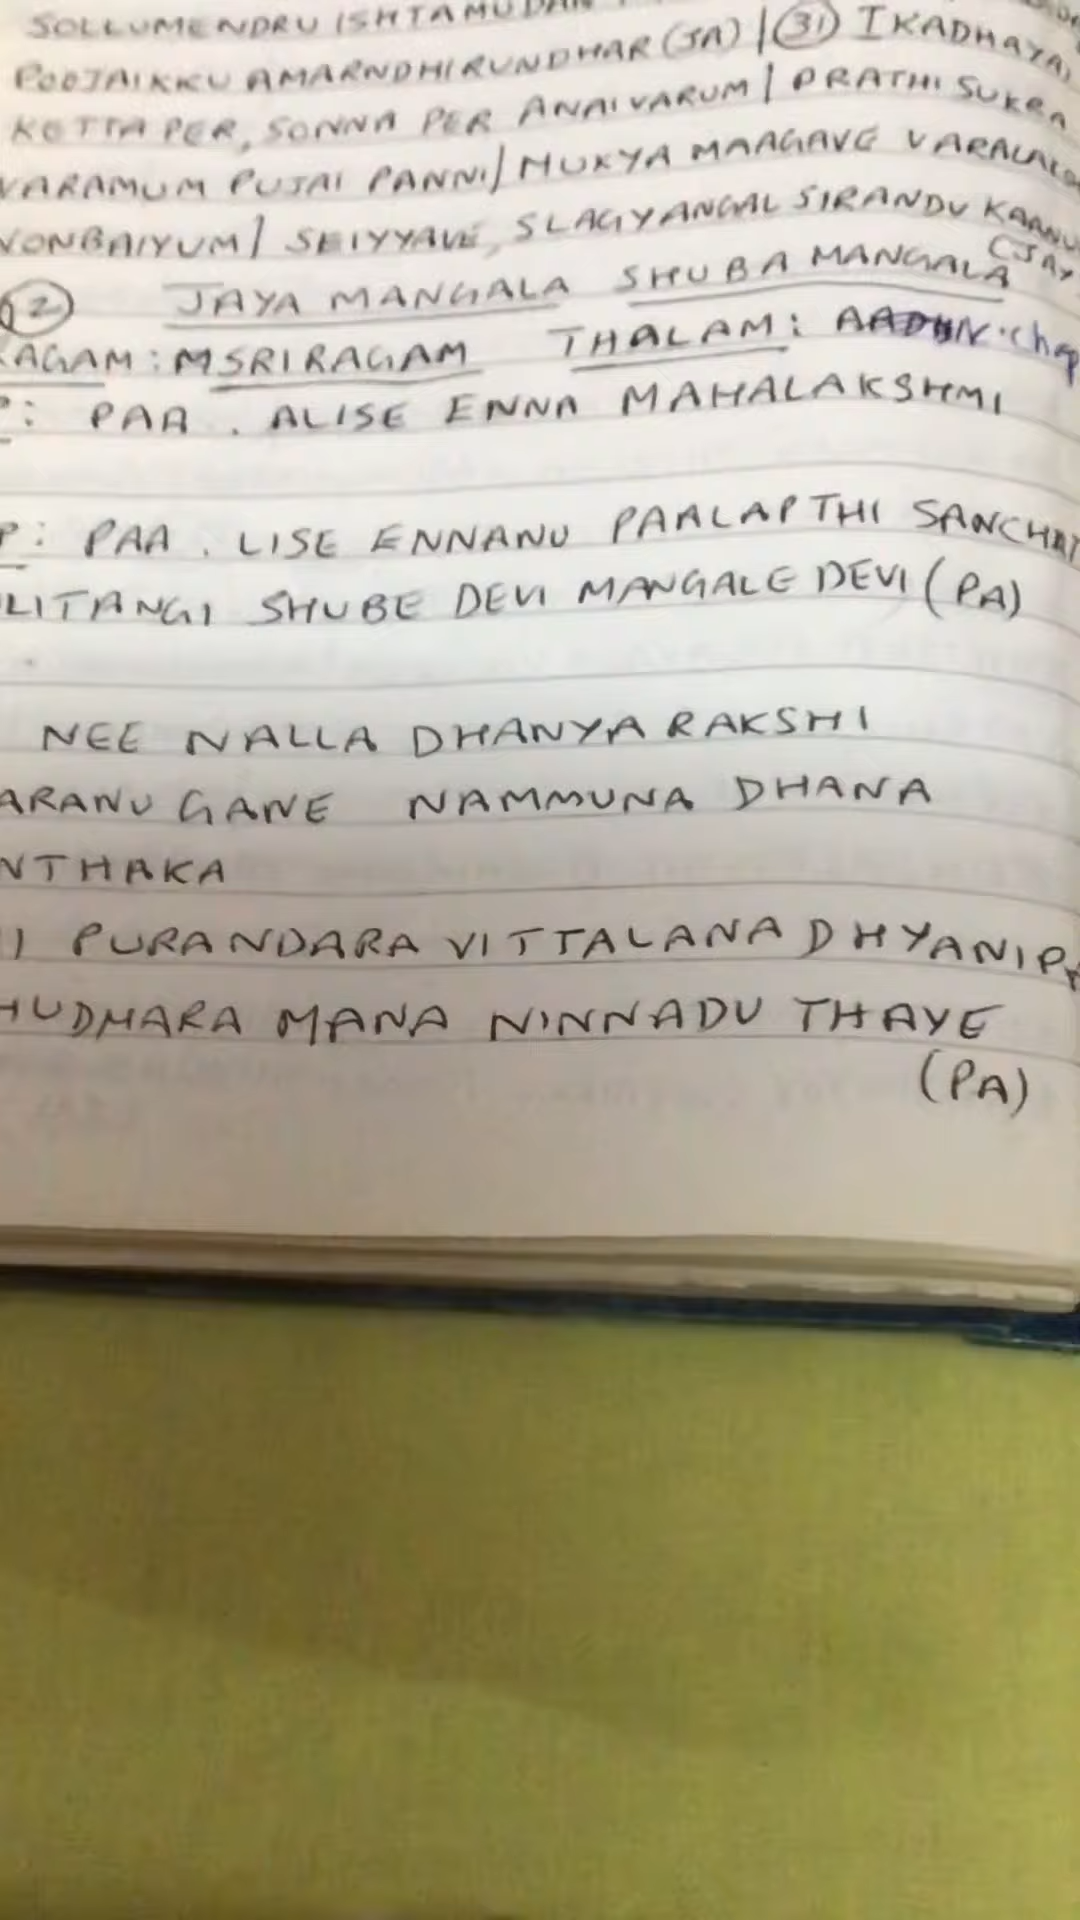 SOLLUMENDRU ISHTAMUDAN
POOJAIKKU AMARNDHIRUNDHAR (JA) | (31) IKADHAYAI
KETTA PER, SONNA PER ANAIVARUM | PRATHI SUKRA
VARAMUM PUJAI PANNI | MUKYA MAAGAVE VARALAK
NONBAIYUM | SEIYYAVE, SLAGYANGAL SIRANDU KAANU
(JAY
JAYA MANGALA SHUBA MANGALA
RAGAM: MSRIRAGAM THALAM: chap
P: PAA . ALISE ENNA MAHALAKSHMI
P: PAA . LISE ENNANU PAALAPTHI SANCHAT
LITANGI SHUBE DEVI MANGALE DEVI (PA)
NEE NALLA DHANYA RAKSHI
ARANU GANE NAMMUNA DHANA
NTHAKA
PURANDARA VITTALANA DHYANIP
HUDHARA MANA NINNADU THAYE
(PA)